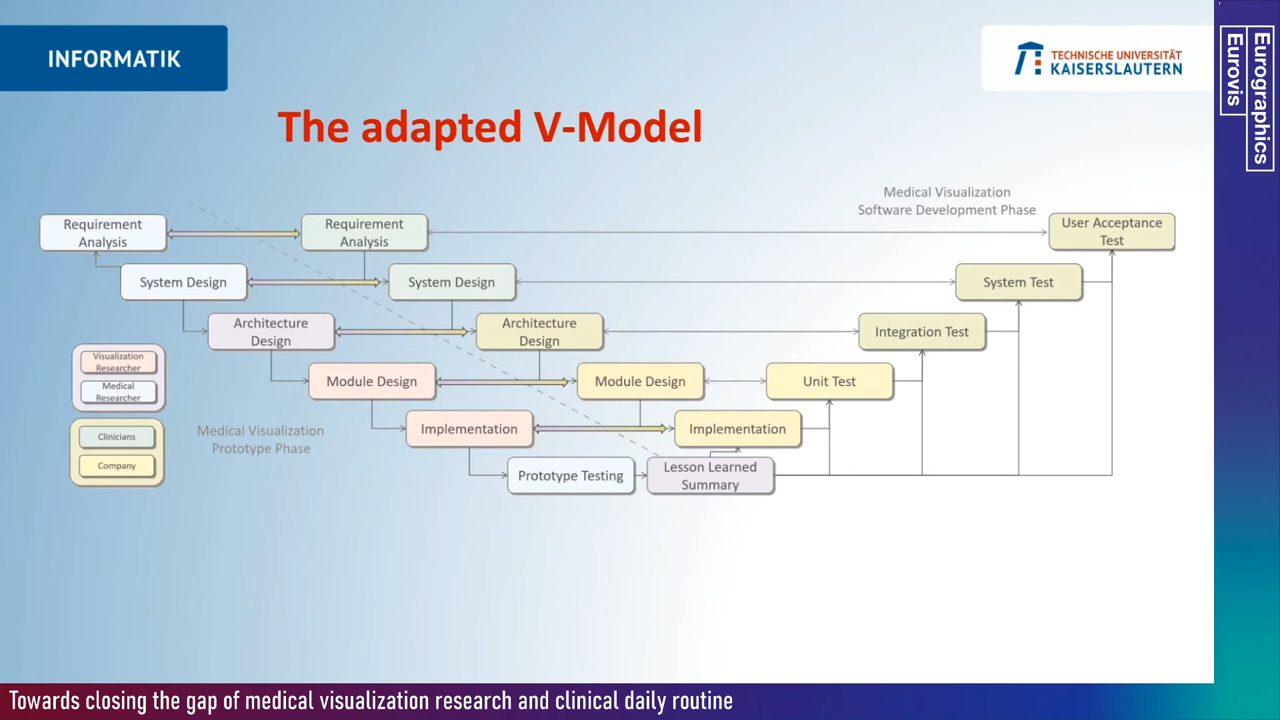 INFORMATIK
TECHNISCHE UNIVERSITÄT
KAISERSLAUTERN
Eurographics
Eurovis
The adapted V-Model
Medical Visualization
Software Development Phase
Requirement
Analysis
Requirement
Analysis
User Acceptance
Test
System Design
System Design
System Test
Architecture
Design
Architecture
Design
Integration Test
Visualization
Researcher
Medical
Researcher
Clinicians
Company
Module Design
Module Design
Unit Test
Medical Visualization
Prototype Phase
Implementation
Implementation
Prototype Testing
Lesson Learned
Summary
Towards closing the gap of medical visualization research and clinical daily routine